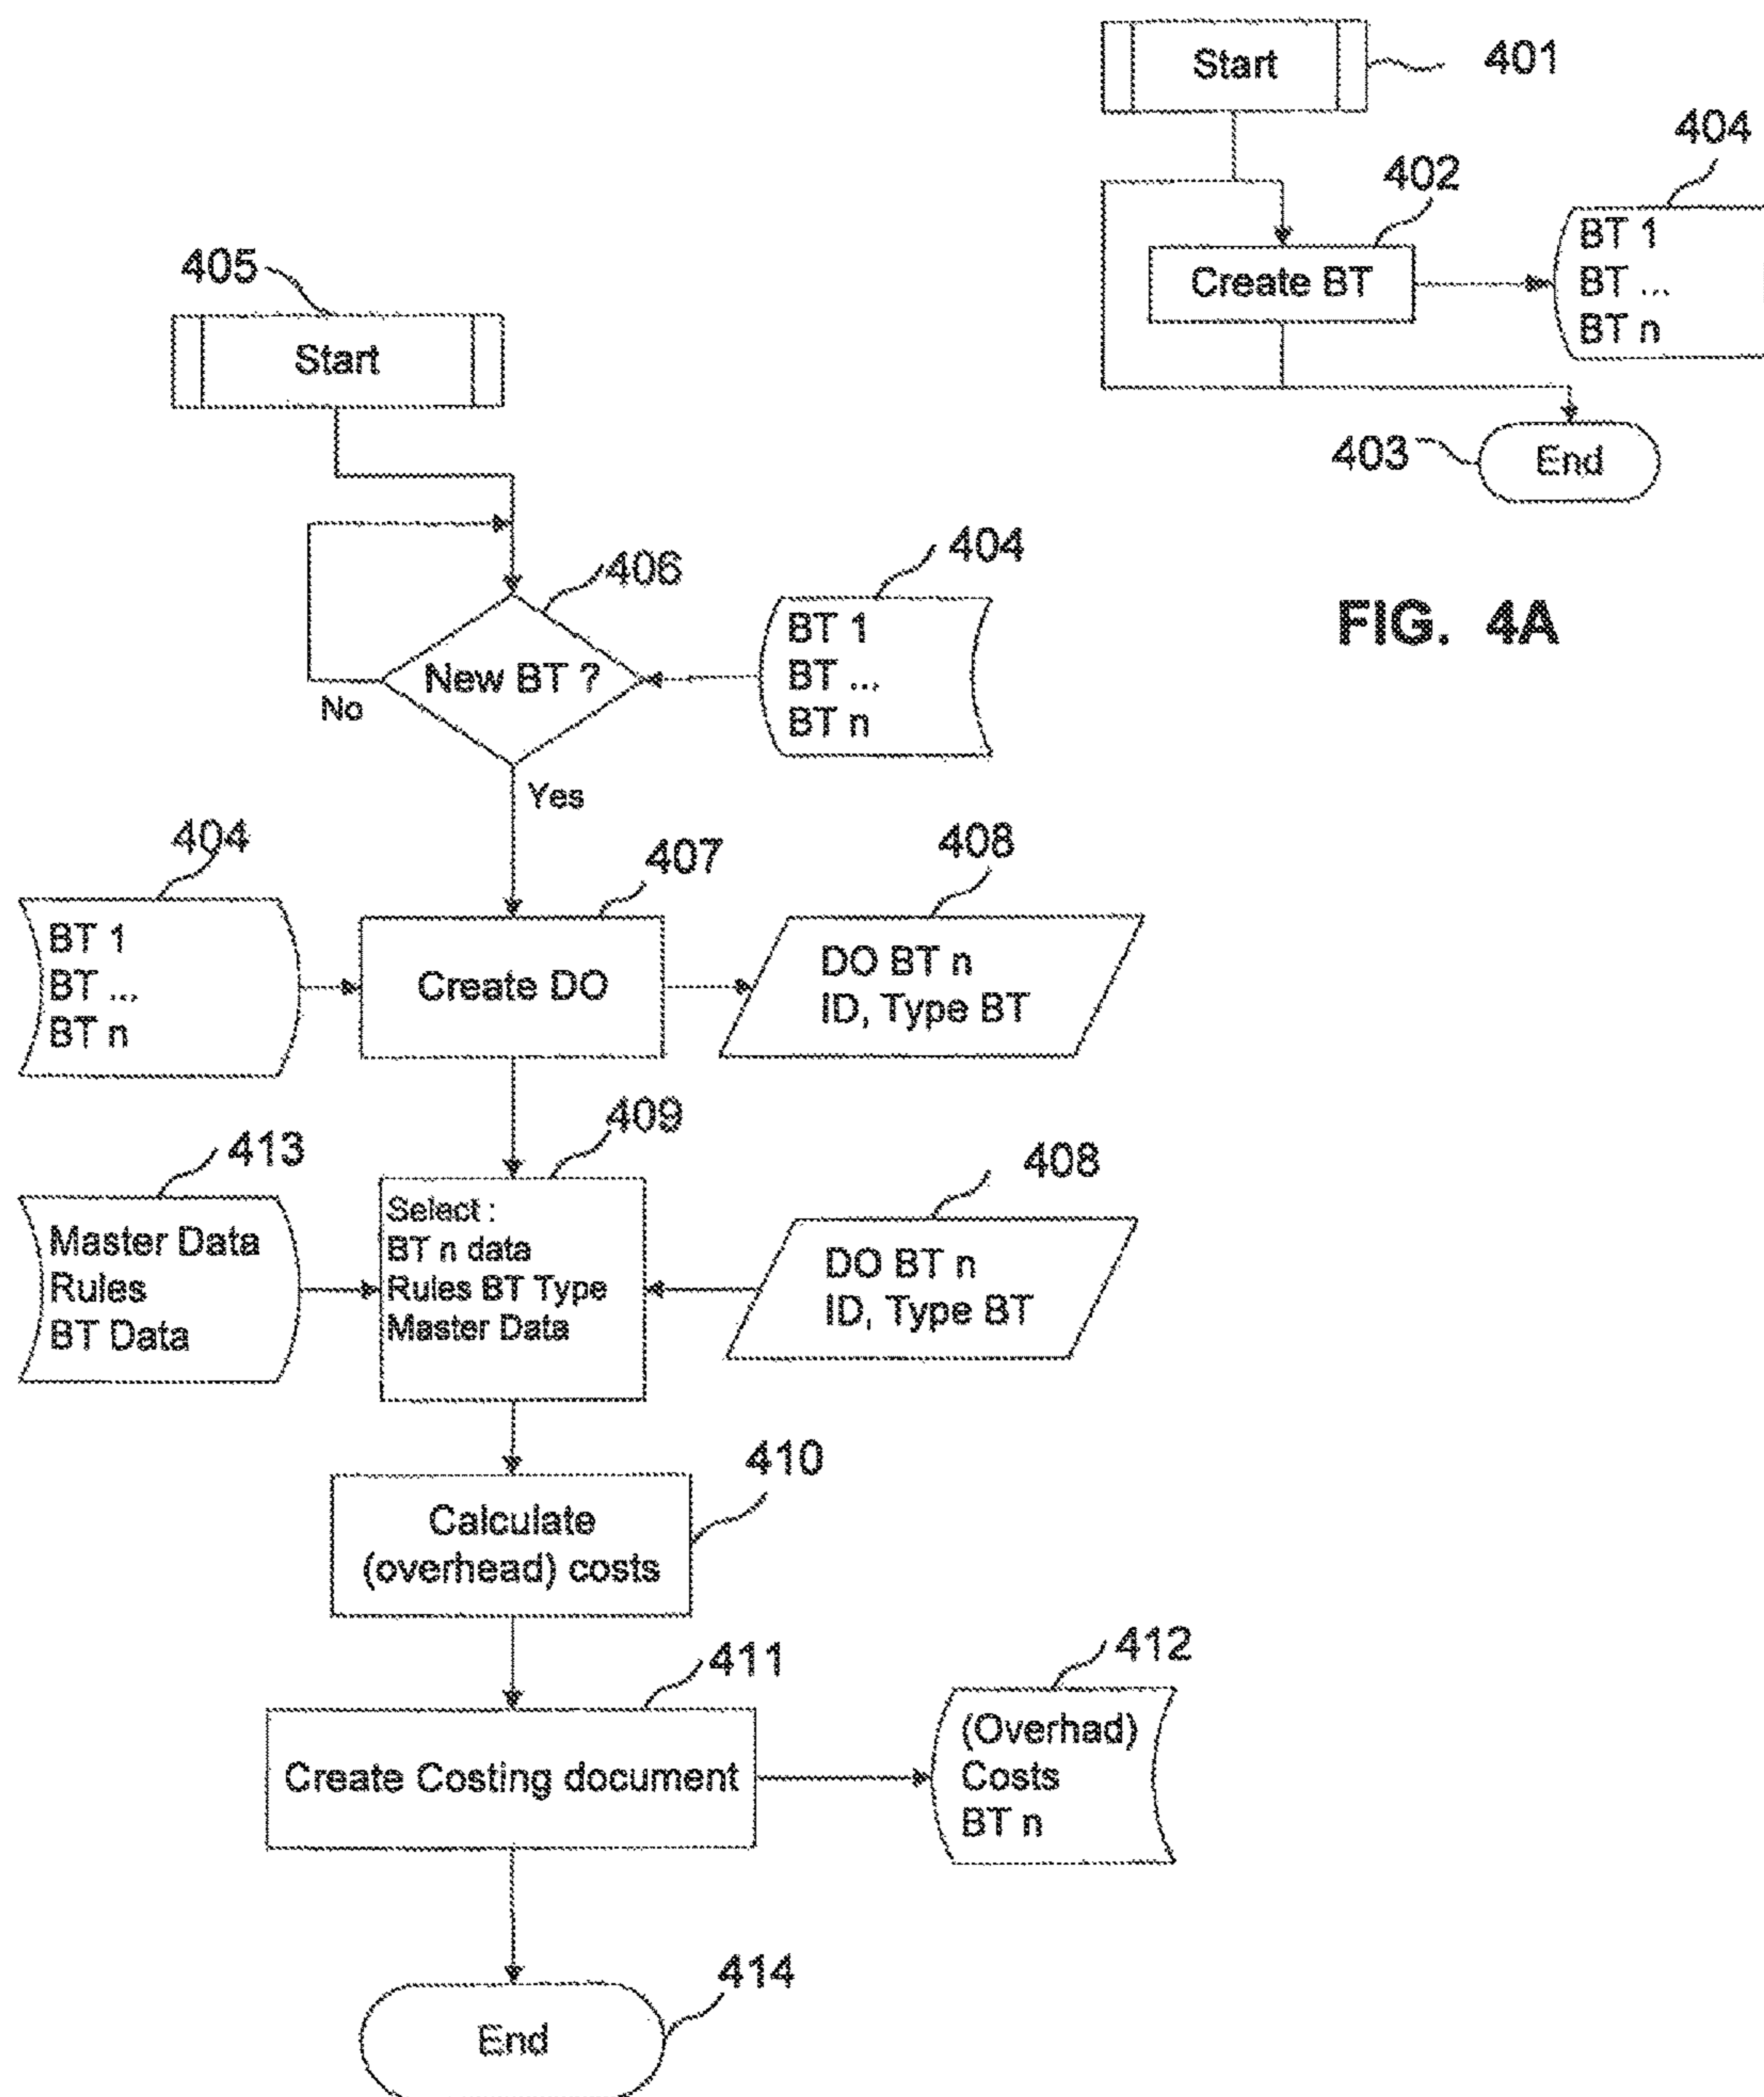 Start
401
404
402
BT 1
BT ...
BT n
Create BT
405
Start
403
End
FIG. 4A
406
404
New BT ?
BT 1
BT ...
BT n
No
Yes
404
407
408
BT 1
BT ...
BT n
Create DO
DO BT n
ID, Type BT
413
409
408
Master Data
Rules
BT Data
Select :
BT n data
Rules BT Type
Master Data
DO BT n
ID, Type BT
410
Calculate
(overhead) costs
411
412
Create Costing document
(Overhad)
Costs
BT n
414
End